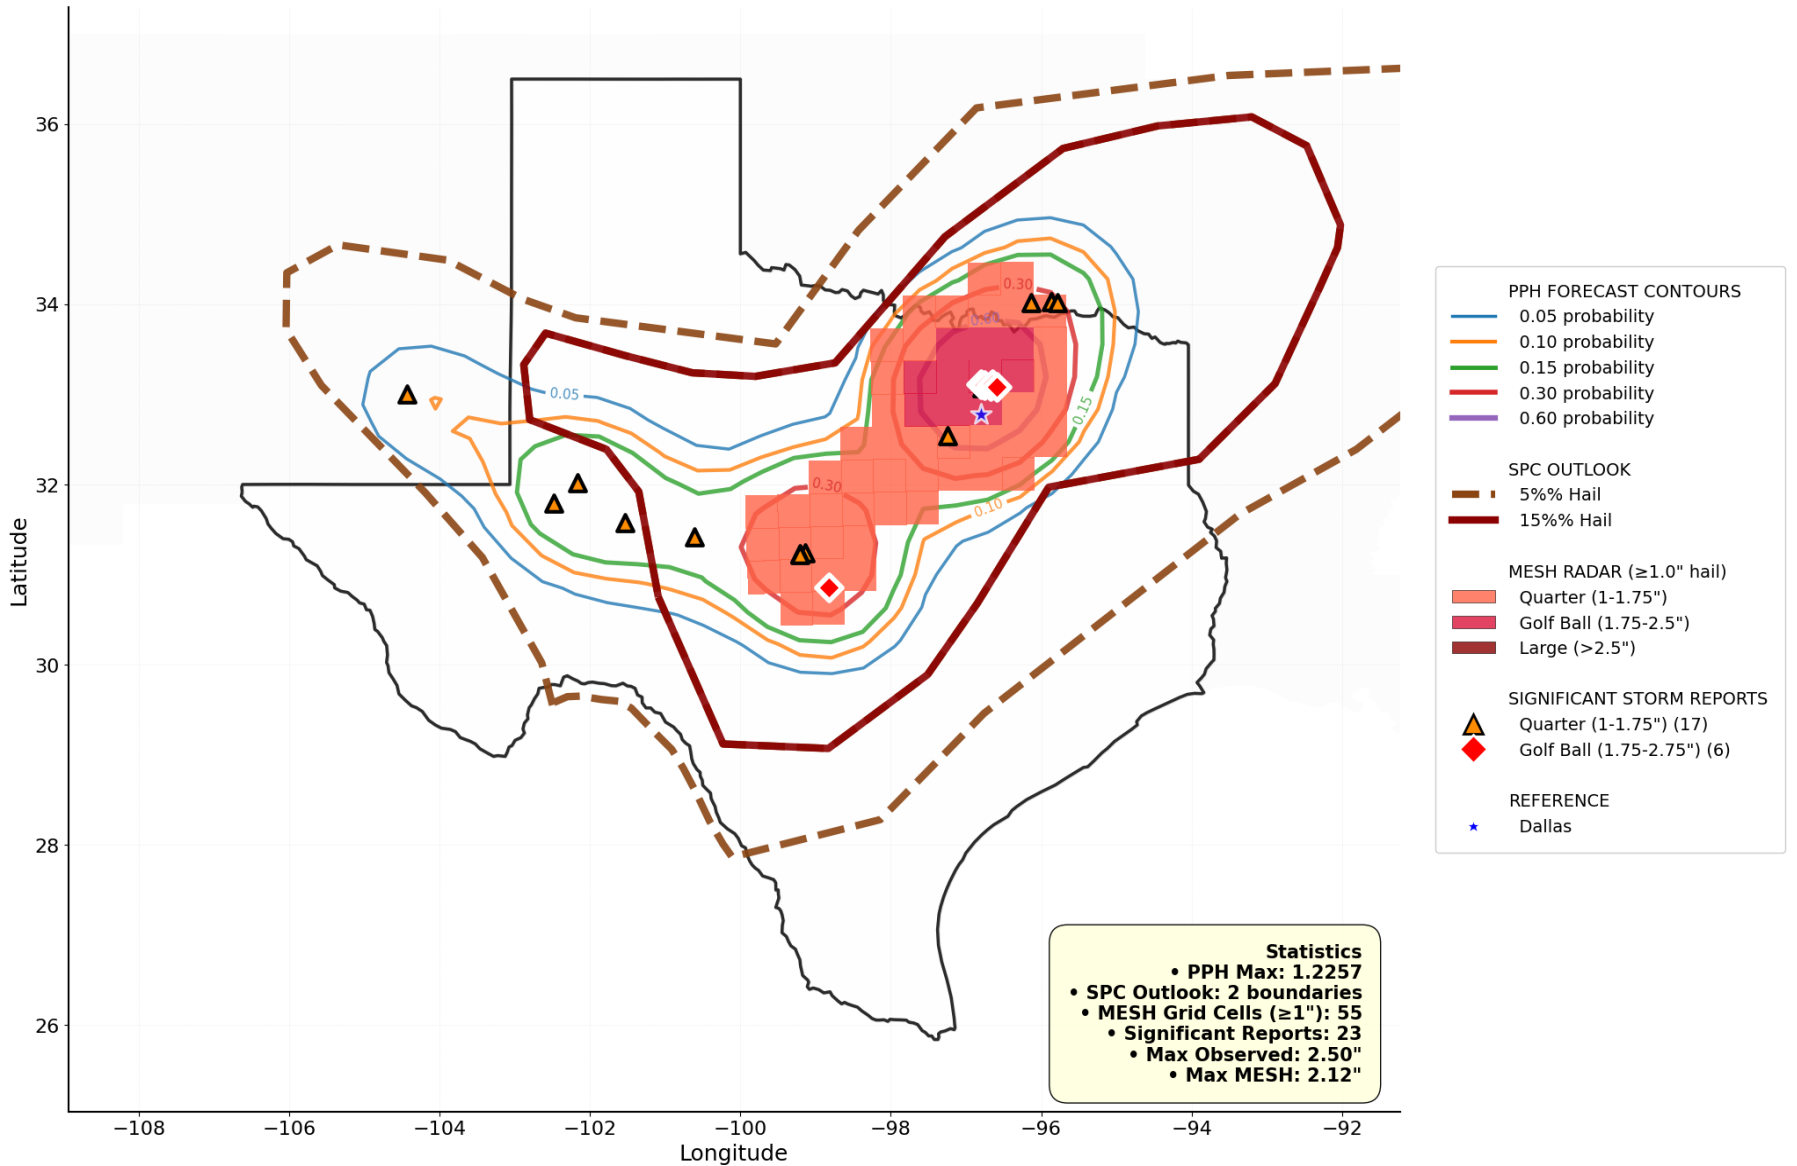 36
34
32
30
28
26
Latitude
−108
−106
−104
−102
−100
−98
−96
−94
−92
Longitude
0.05
0.30
0.15
0.10
0.30
Statistics
• PPH Max: 1.2257
• SPC Outlook: 2 boundaries
• MESH Grid Cells (≥1"): 55
• Significant Reports: 23
• Max Observed: 2.50"
• Max MESH: 2.12"
PPH FORECAST CONTOURS
0.05 probability
0.10 probability
0.15 probability
0.30 probability
0.60 probability
SPC OUTLOOK
5%% Hail
15%% Hail
MESH RADAR (≥1.0" hail)
Quarter (1-1.75")
Golf Ball (1.75-2.5")
Large (>2.5")
SIGNIFICANT STORM REPORTS
Quarter (1-1.75") (17)
Golf Ball (1.75-2.75") (6)
REFERENCE
Dallas